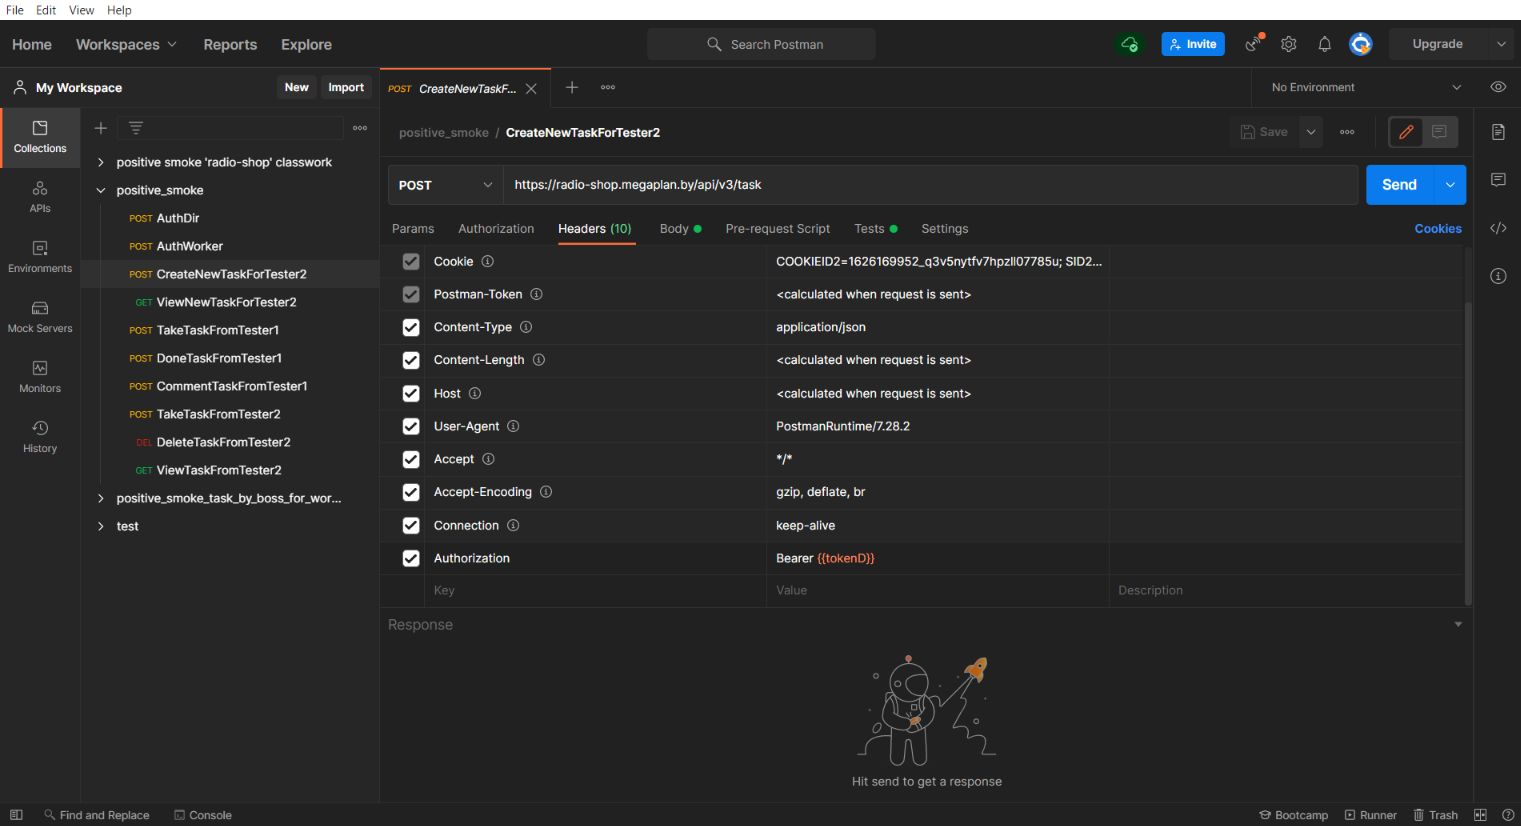 File Edit View Help
Home Workspaces Reports Explore Search Postman Invite Upgrade
My Workspace New Import POST CreateNewTaskF... No Environment
Collections
APIs
Environments
Mock Servers
Monitors
History
positive smoke 'radio-shop' classwork
positive_smoke
POST AuthDir
POST AuthWorker
POST CreateNewTaskForTester2
GET ViewNewTaskForTester2
POST TakeTaskFromTester1
POST DoneTaskFromTester1
POST CommentTaskFromTester1
POST TakeTaskFromTester2
DEL DeleteTaskFromTester2
GET ViewTaskFromTester2
positive_smoke_task_by_boss_for_wor...
test
positive_smoke / CreateNewTaskForTester2 Save
POST https://radio-shop.megaplan.by/api/v3/task Send
Params Authorization Headers (10) Body Pre-request Script Tests Settings Cookies
Cookie COOKIEID2=1626169952_q3v5nytfv7hpzll07785u; SID2...
Postman-Token <calculated when request is sent>
Content-Type application/json
Content-Length <calculated when request is sent>
Host <calculated when request is sent>
User-Agent PostmanRuntime/7.28.2
Accept */*
Accept-Encoding gzip, deflate, br
Connection keep-alive
Authorization Bearer {{tokenD}}
Key Value Description
Response
Hit send to get a response
Find and Replace Console Bootcamp Runner Trash